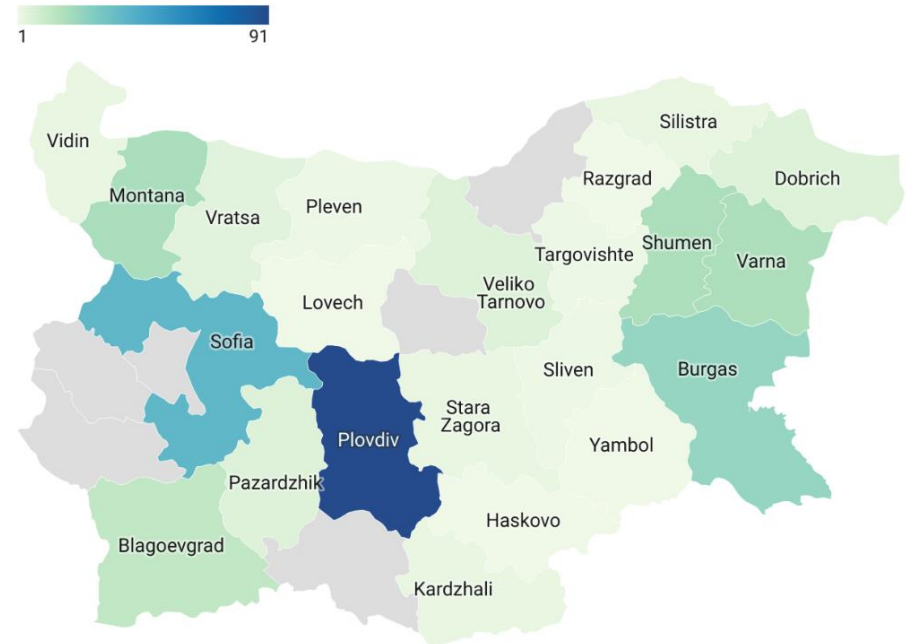 1 91
Silistra
Vidin
Razgrad
Dobrich
Montana
Pleven
Vratsa
Shumen
Targovishte
Varna
Veliko
Tarnovo
Lovech
Sofia
Sliven
Burgas
Stara
Zagora
Plovdiv
Yambol
Pazardzhik
Haskovo
Blagoevgrad
Kardzhali